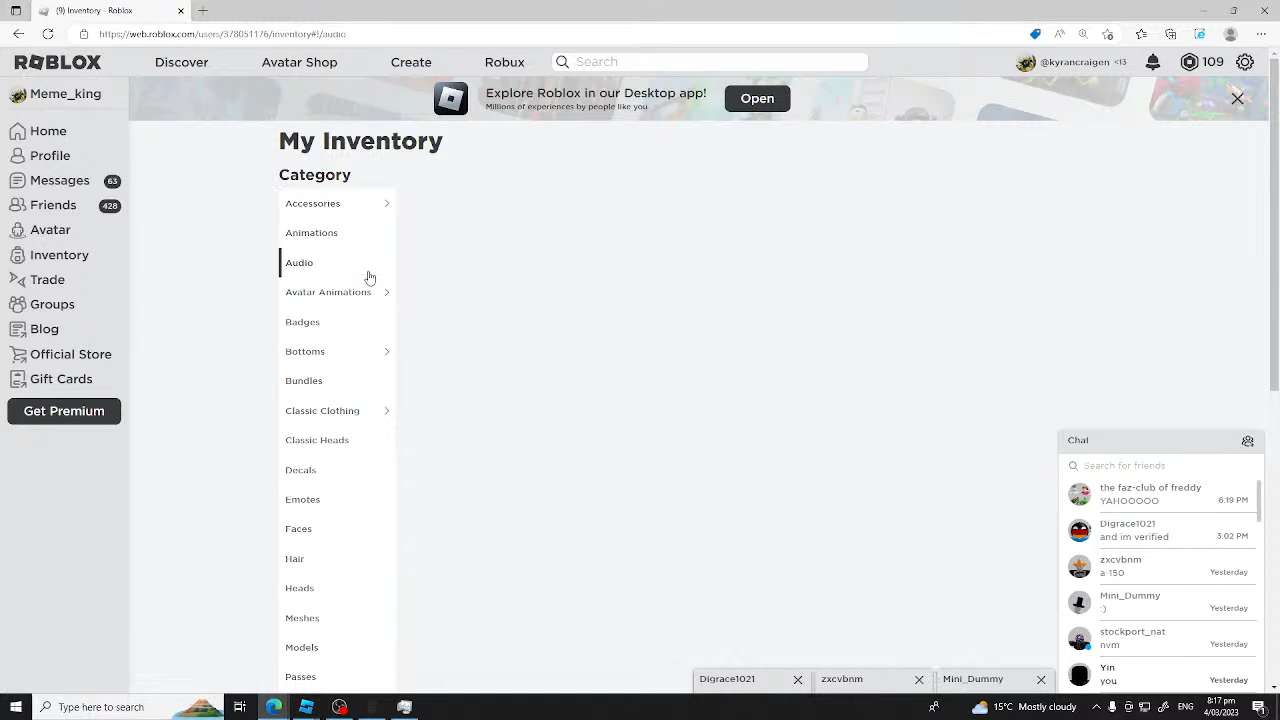 (9) Inventory - Roblox
https://web.roblox.com/users/378051176/inventory#!/audio
ROBLOX
Discover
Avatar Shop
Create
Robux
Search
@kyrancraigen <l3
109
Meme_king
Explore Roblox in our Desktop app!
Millions of experiences by people like you
Open
Home
Profile
Messages 63
Friends 428
Avatar
Inventory
Trade
Groups
Blog
Official Store
Gift Cards
Get Premium
My Inventory
Category
Accessories
Animations
Audio
Avatar Animations
Badges
Bottoms
Bundles
Classic Clothing
Classic Heads
Decals
Emotes
Faces
Hair
Heads
Meshes
Models
Passes
Chat
Search for friends
the faz-club of freddy
YAHOOOOO 6:19 PM
Digrace1021
and im verified 3:02 PM
zxcvbnm
a 150 Yesterday
Mini_Dummy
:) Yesterday
stockport_nat
nvm Yesterday
Yin
you Yesterday
Digrace1021
zxcvbnm
Mini_Dummy
Type here to search
15°C Mostly cloudy
ENG
8:17 pm
4/03/2023